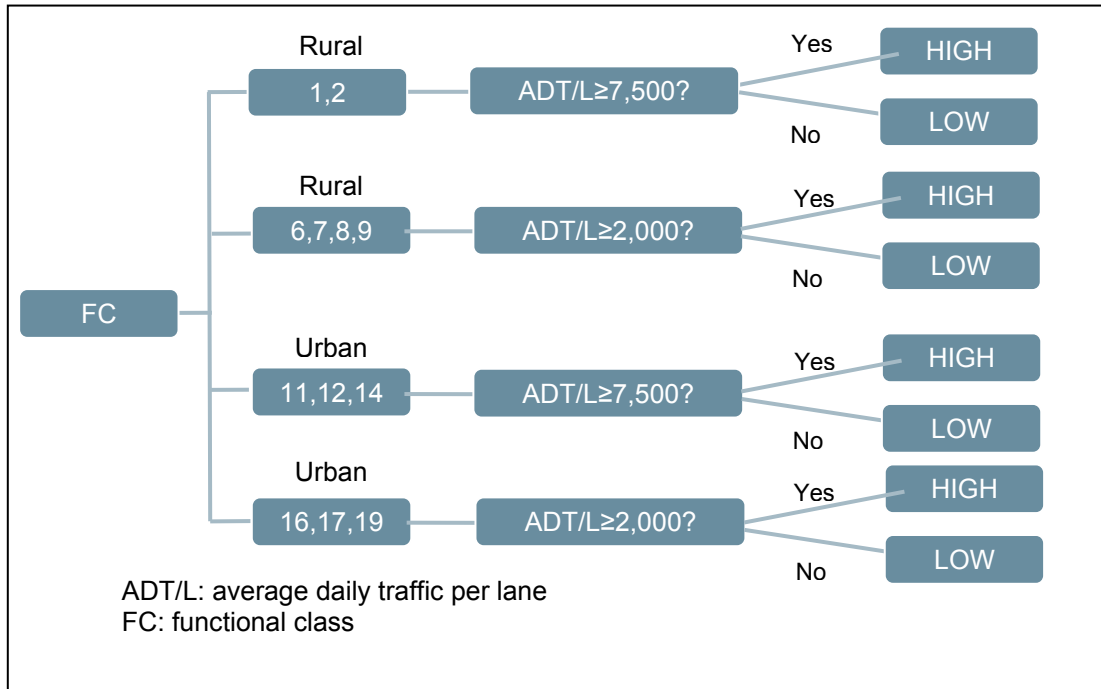 Rural
1,2
ADT/L≥7,500?
Yes
HIGH
No
LOW
Rural
6,7,8,9
ADT/L≥2,000?
Yes
HIGH
No
LOW
FC
Urban
11,12,14
ADT/L≥7,500?
Yes
HIGH
No
LOW
Urban
16,17,19
ADT/L≥2,000?
Yes
HIGH
No
LOW
ADT/L: average daily traffic per lane
FC: functional class